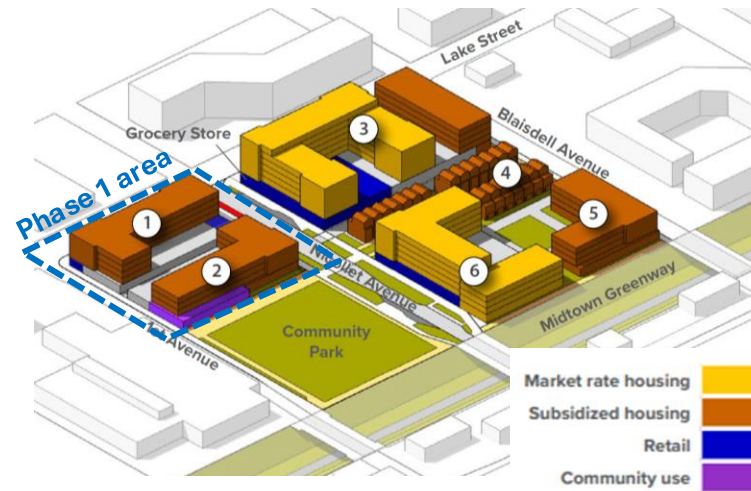 Lake Street
Grocery Store
Blaisdell Avenue
Phase 1 area
3
4
1
5
2
Nicollet Avenue
6
Midtown Greenway
1st Avenue
Community
Park
Market rate housing
Subsidized housing
Retail
Community use